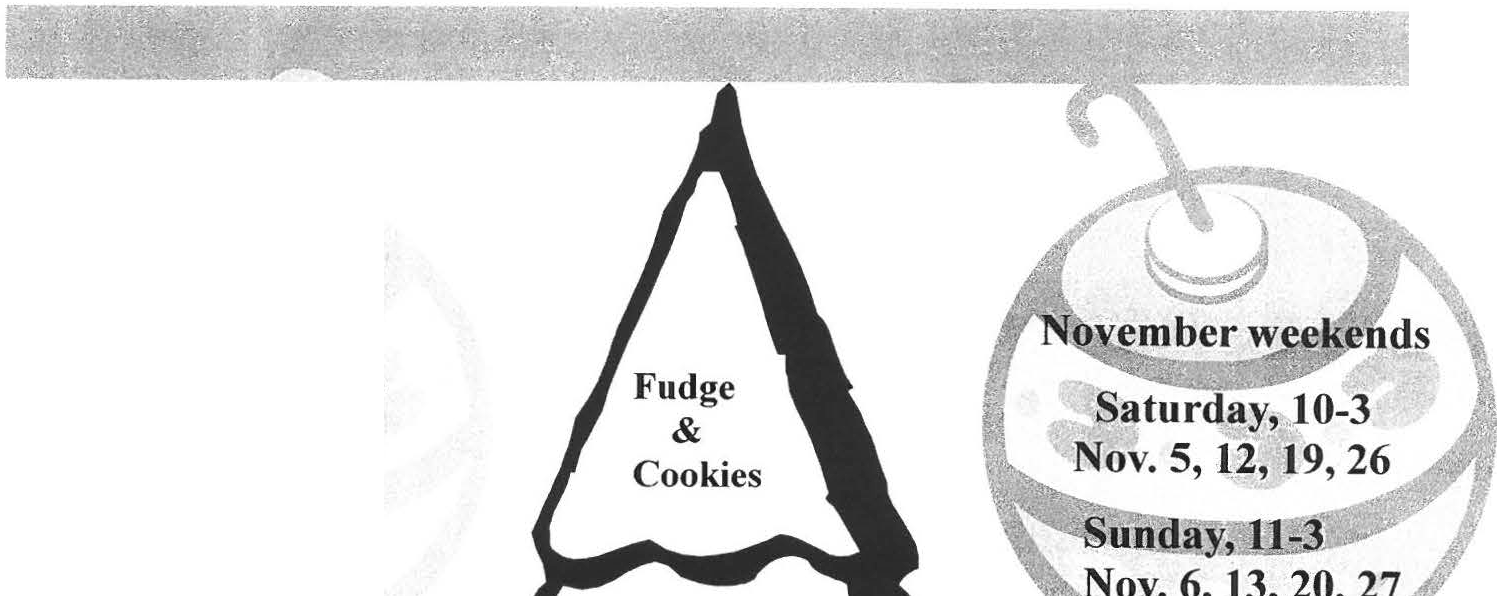 Fudge
&
Cookies
November weekends
Saturday, 10-3
Nov. 5, 12, 19, 26
Sunday, 11-3
Nov. 6, 13, 20, 27